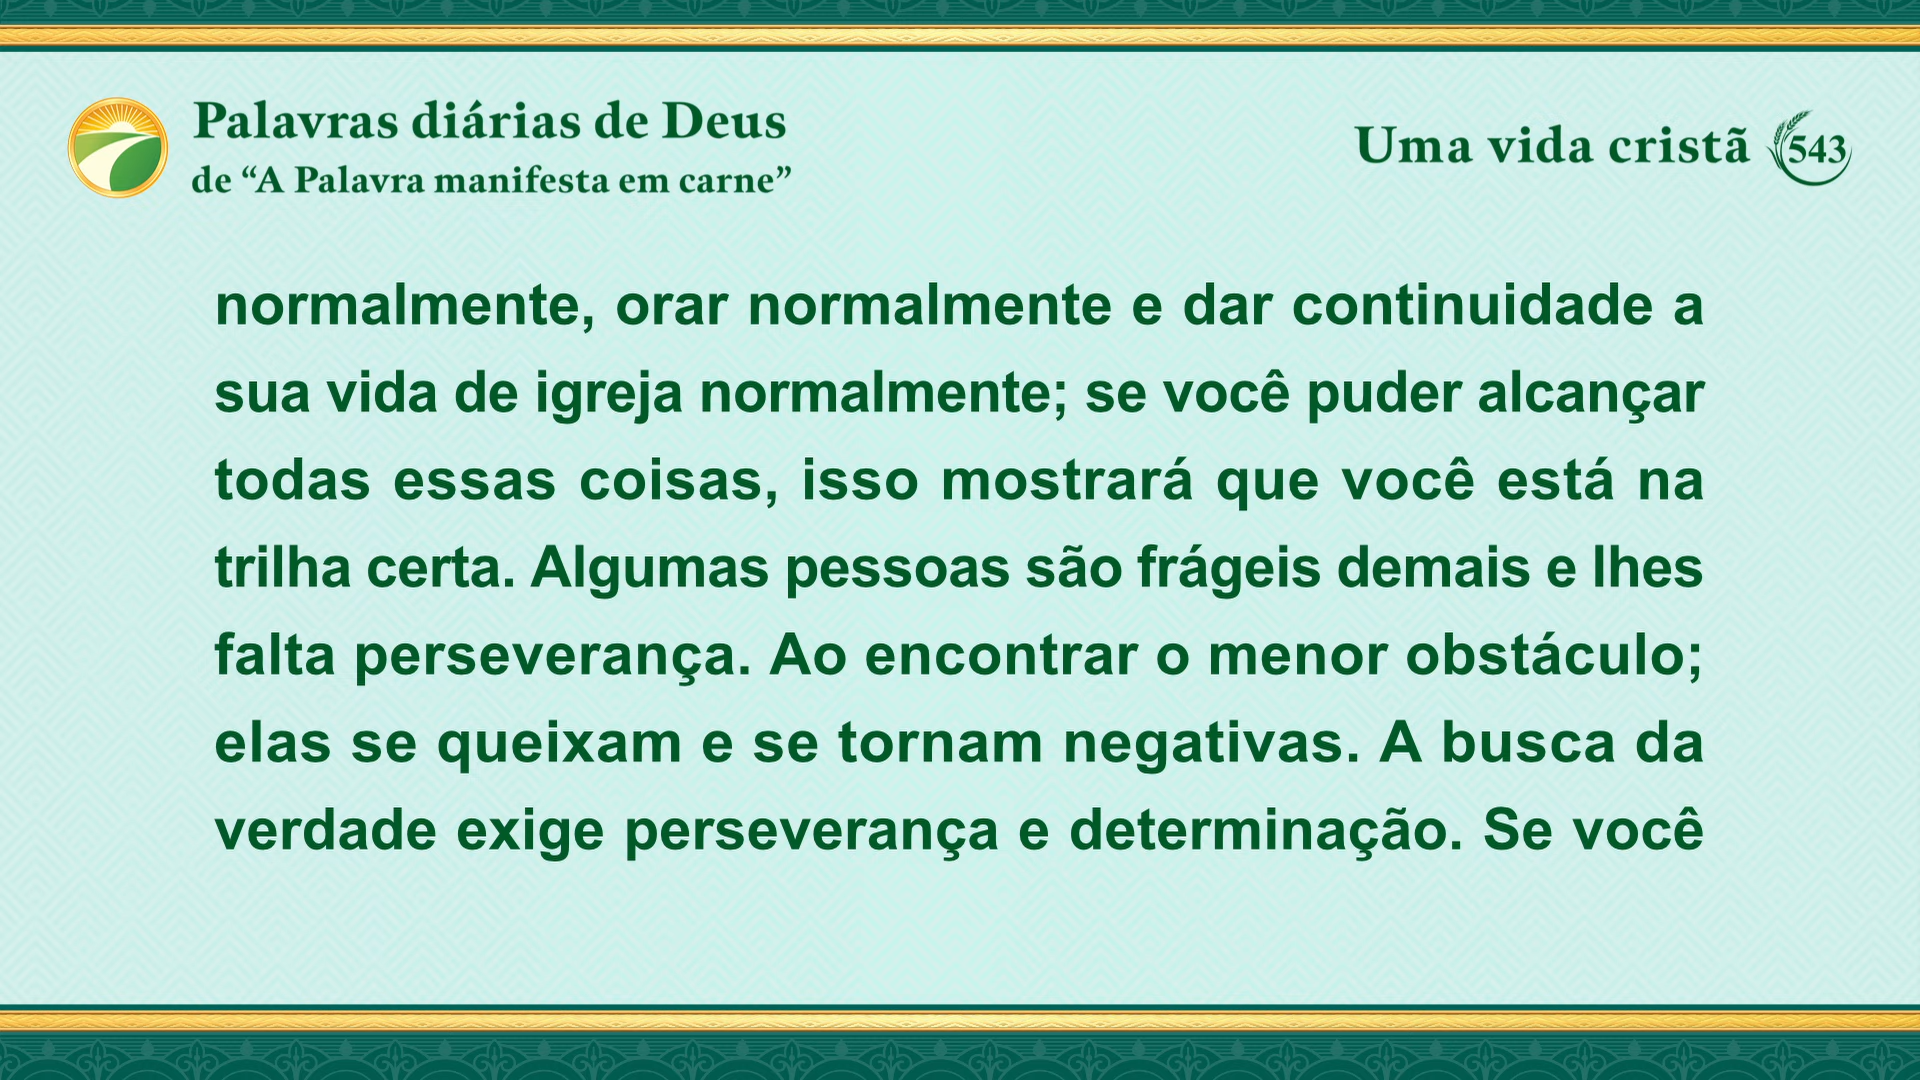 Palavras diárias de Deus
de “A Palavra manifesta em carne”
Uma vida cristã 543
normalmente, orar normalmente e dar continuidade a
sua vida de igreja normalmente; se você puder alcançar
todas essas coisas, isso mostrará que você está na
trilha certa. Algumas pessoas são frágeis demais e lhes
falta perseverança. Ao encontrar o menor obstáculo;
elas se queixam e se tornam negativas. A busca da
verdade exige perseverança e determinação. Se você